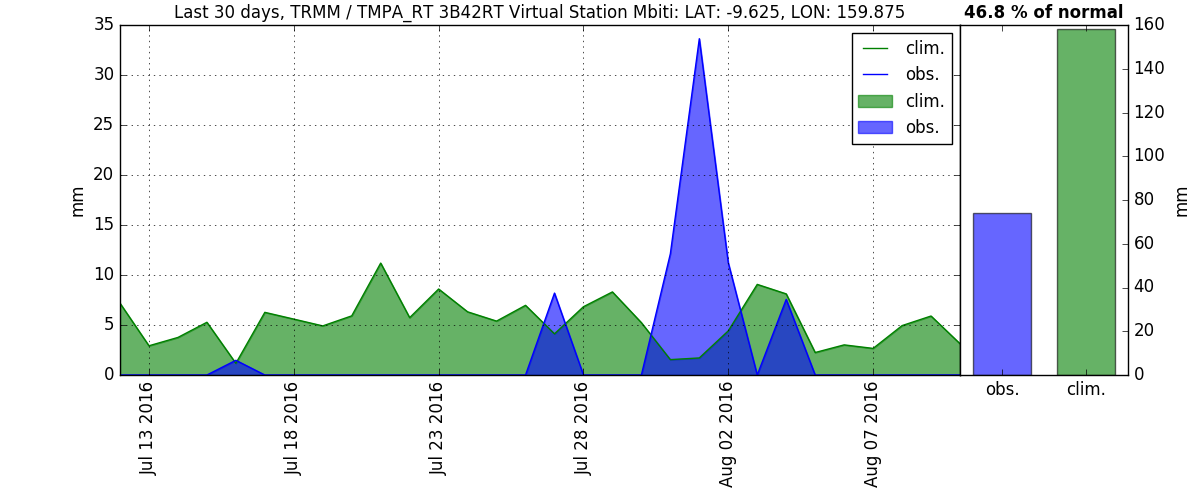 Last 30 days, TRMM / TMPA_RT 3B42RT Virtual Station Mbiti: LAT: -9.625, LON: 159.875
46.8 % of normal
35
30
25
20
15
10
5
0
mm
clim.
obs.
clim.
obs.
Jul 13 2016
Jul 18 2016
Jul 23 2016
Jul 28 2016
Aug 02 2016
Aug 07 2016
160
140
120
100
80
60
40
20
0
mm
obs.
clim.